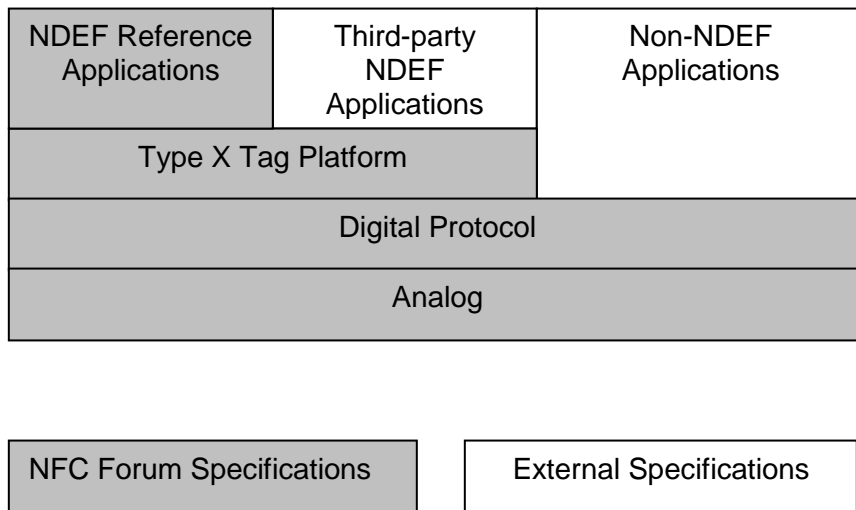 NDEF Reference
Applications
Third-party
NDEF
Applications
Non-NDEF
Applications
Type X Tag Platform
Digital Protocol
Analog
NFC Forum Specifications
External Specifications